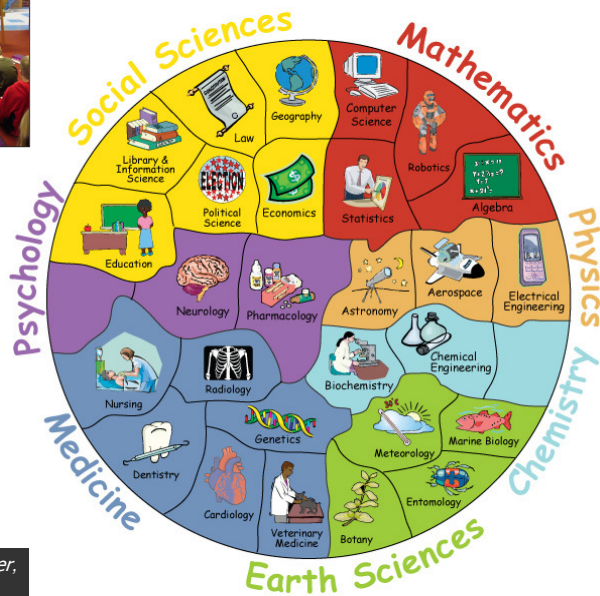 Social Sciences
Mathematics
Physics
Chemistry
Earth Sciences
Medicine
Psychology
Geography
Law
Library &
Information
Science
ELECTION
Political
Science
Economics
Education
Computer
Science
Robotics
Statistics
Algebra
Neurology
Pharmacology
Astronomy
Aerospace
Electrical
Engineering
Biochemistry
Chemical
Engineering
Nursing
Radiology
Genetics
Dentistry
Cardiology
Veterinary
Medicine
30°c
Meteorology
Marine Biology
Entomology
Botany
er,